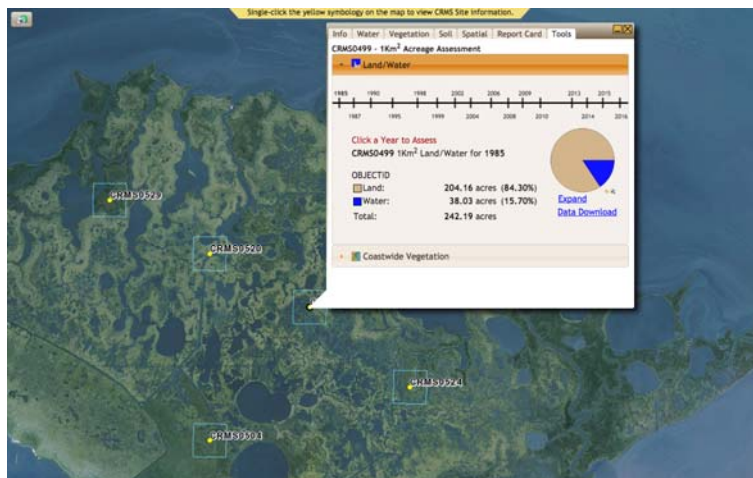 Single-click the yellow symbology on the map to view CRMS Site Information.
Info Water Vegetation Soil Spatial Report Card Tools
CRMS0499 - 1Km² Acreage Assessment
Land/Water
1985 1990 1998 2002 2006 2009 2013 2015
1987 1995 1999 2004 2008 2010 2014 2016
Click a Year to Assess
CRMS0499 1Km² Land/Water for 1985
OBJECTID
Land: 204.16 acres (84.30%)
Water: 38.03 acres (15.70%)
Total: 242.19 acres
Expand
Data Download
Coastwide Vegetation
CRMS0529
CRMS0520
CRMS0524
CRMS0504